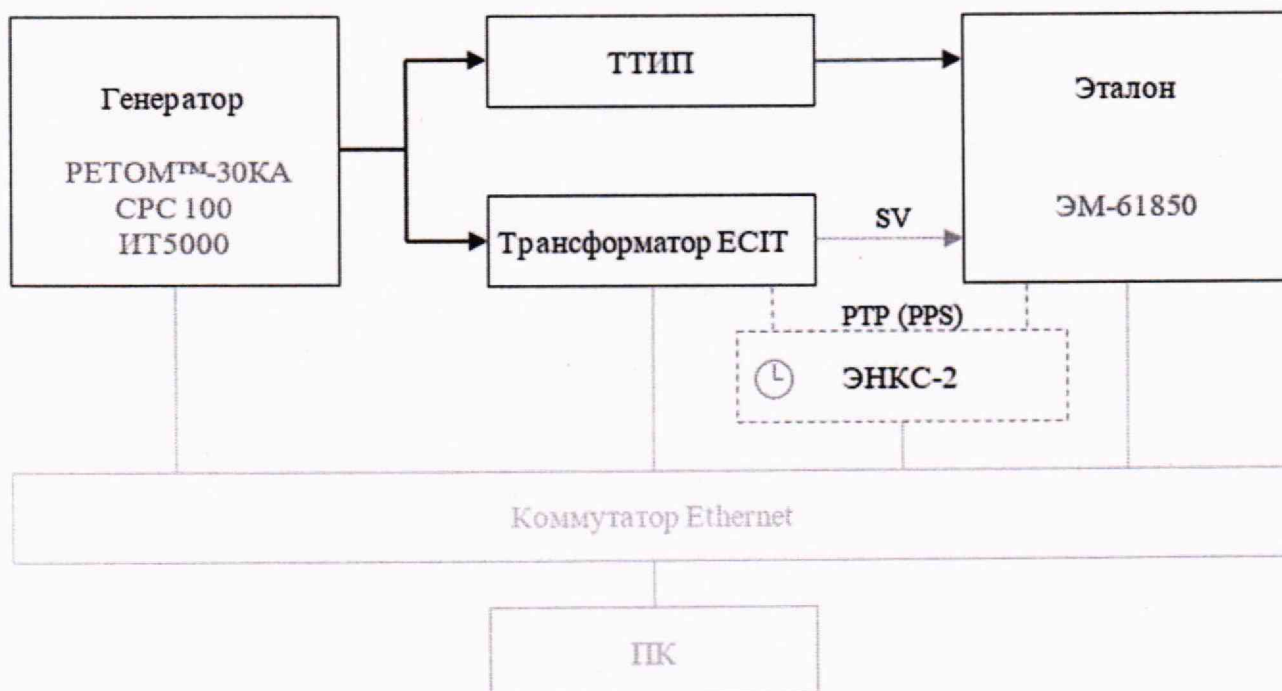 Генератор
РЕТОМ™-30КА
СРС 100
ИТ5000
ТТИП
Трансформатор ECIT
SV
Эталон
ЭМ-61850
PTP (PPS)
ЭНКС-2
Коммутатор Ethernet
ПК